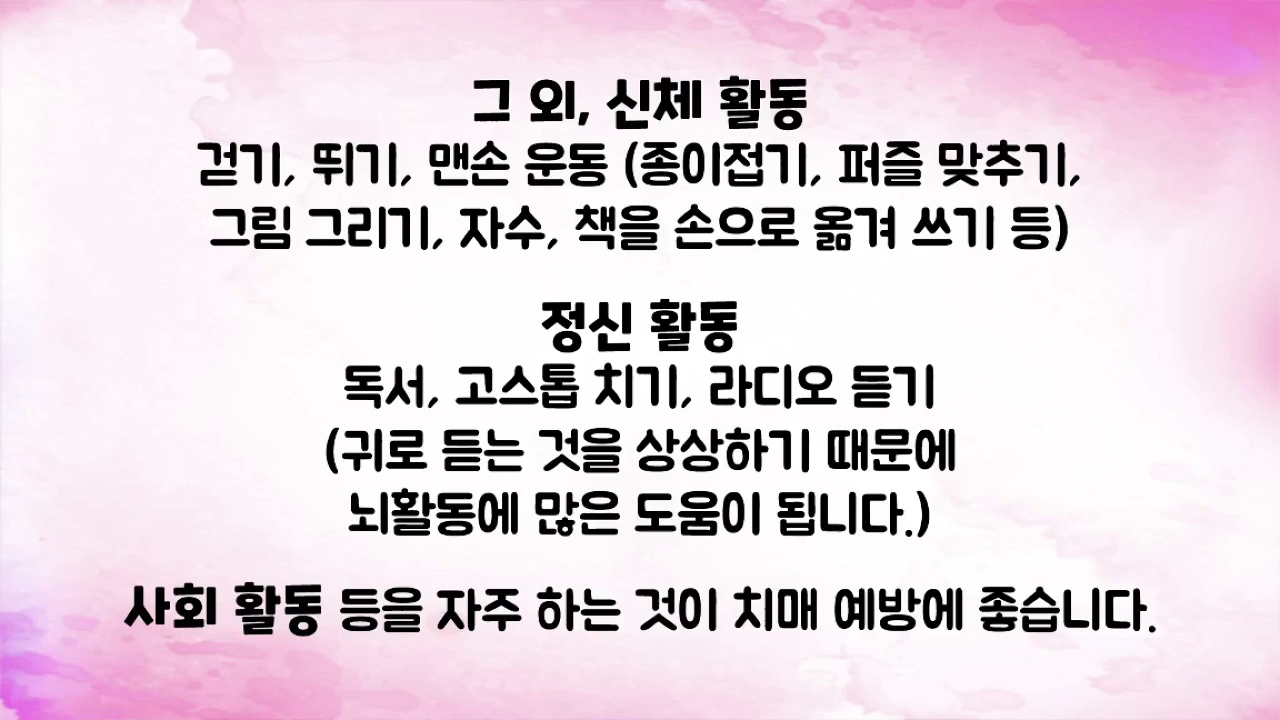 그 외, 신체 활동
걷기, 뛰기, 맨손 운동 (종이접기, 퍼즐 맞추기,
그림 그리기, 자수, 책을 손으로 옮겨 쓰기 등)
정신 활동
독서, 고스톱 치기, 라디오 듣기
(귀로 듣는 것을 상상하기 때문에
뇌활동에 많은 도움이 됩니다.)
사회 활동 등을 자주 하는 것이 치매 예방에 좋습니다.